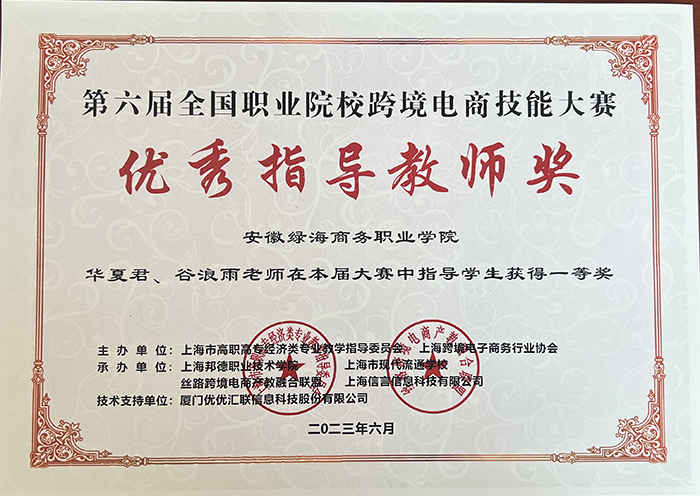 第六届全国职业院校跨境电商技能大赛
优秀指导教师奖
安徽绿海商务职业学院
华夏君、谷浪雨老师在本届大赛中指导学生获得一等奖
主办单位：上海市高职高专经济类专业教学指导委员会 上海跨境电子商务行业协会
承办单位：上海邦德职业技术学院 上海市现代流通学校
丝路跨境电商产教融合联盟 上海信言信息科技有限公司
技术支持单位：厦门优优汇联信息科技股份有限公司
二〇二三年六月